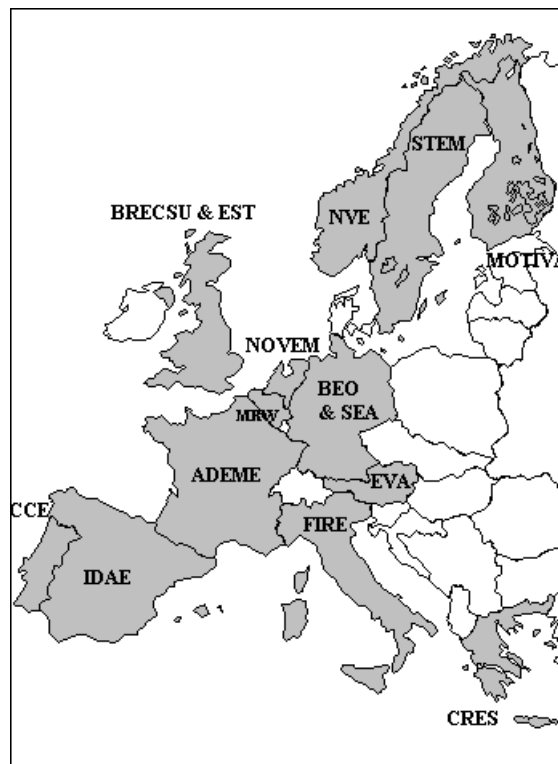 STEM
BRECSU & EST
NVE
MOTIVA
NOVEM
BEO
& SEA
MRW
ADEME
EVA
CCE
FIRE
IDAE
CRES